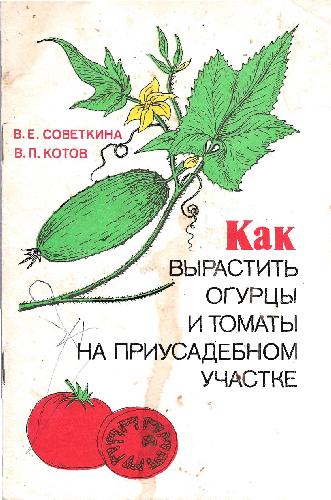 В. Е. СОВЕТКИНА
В. П. КОТОВ
Как
ВЫРАСТИТЬ
ОГУРЦЫ
И ТОМАТЫ
НА ПРИУСАДЕБНОМ
УЧАСТКЕ